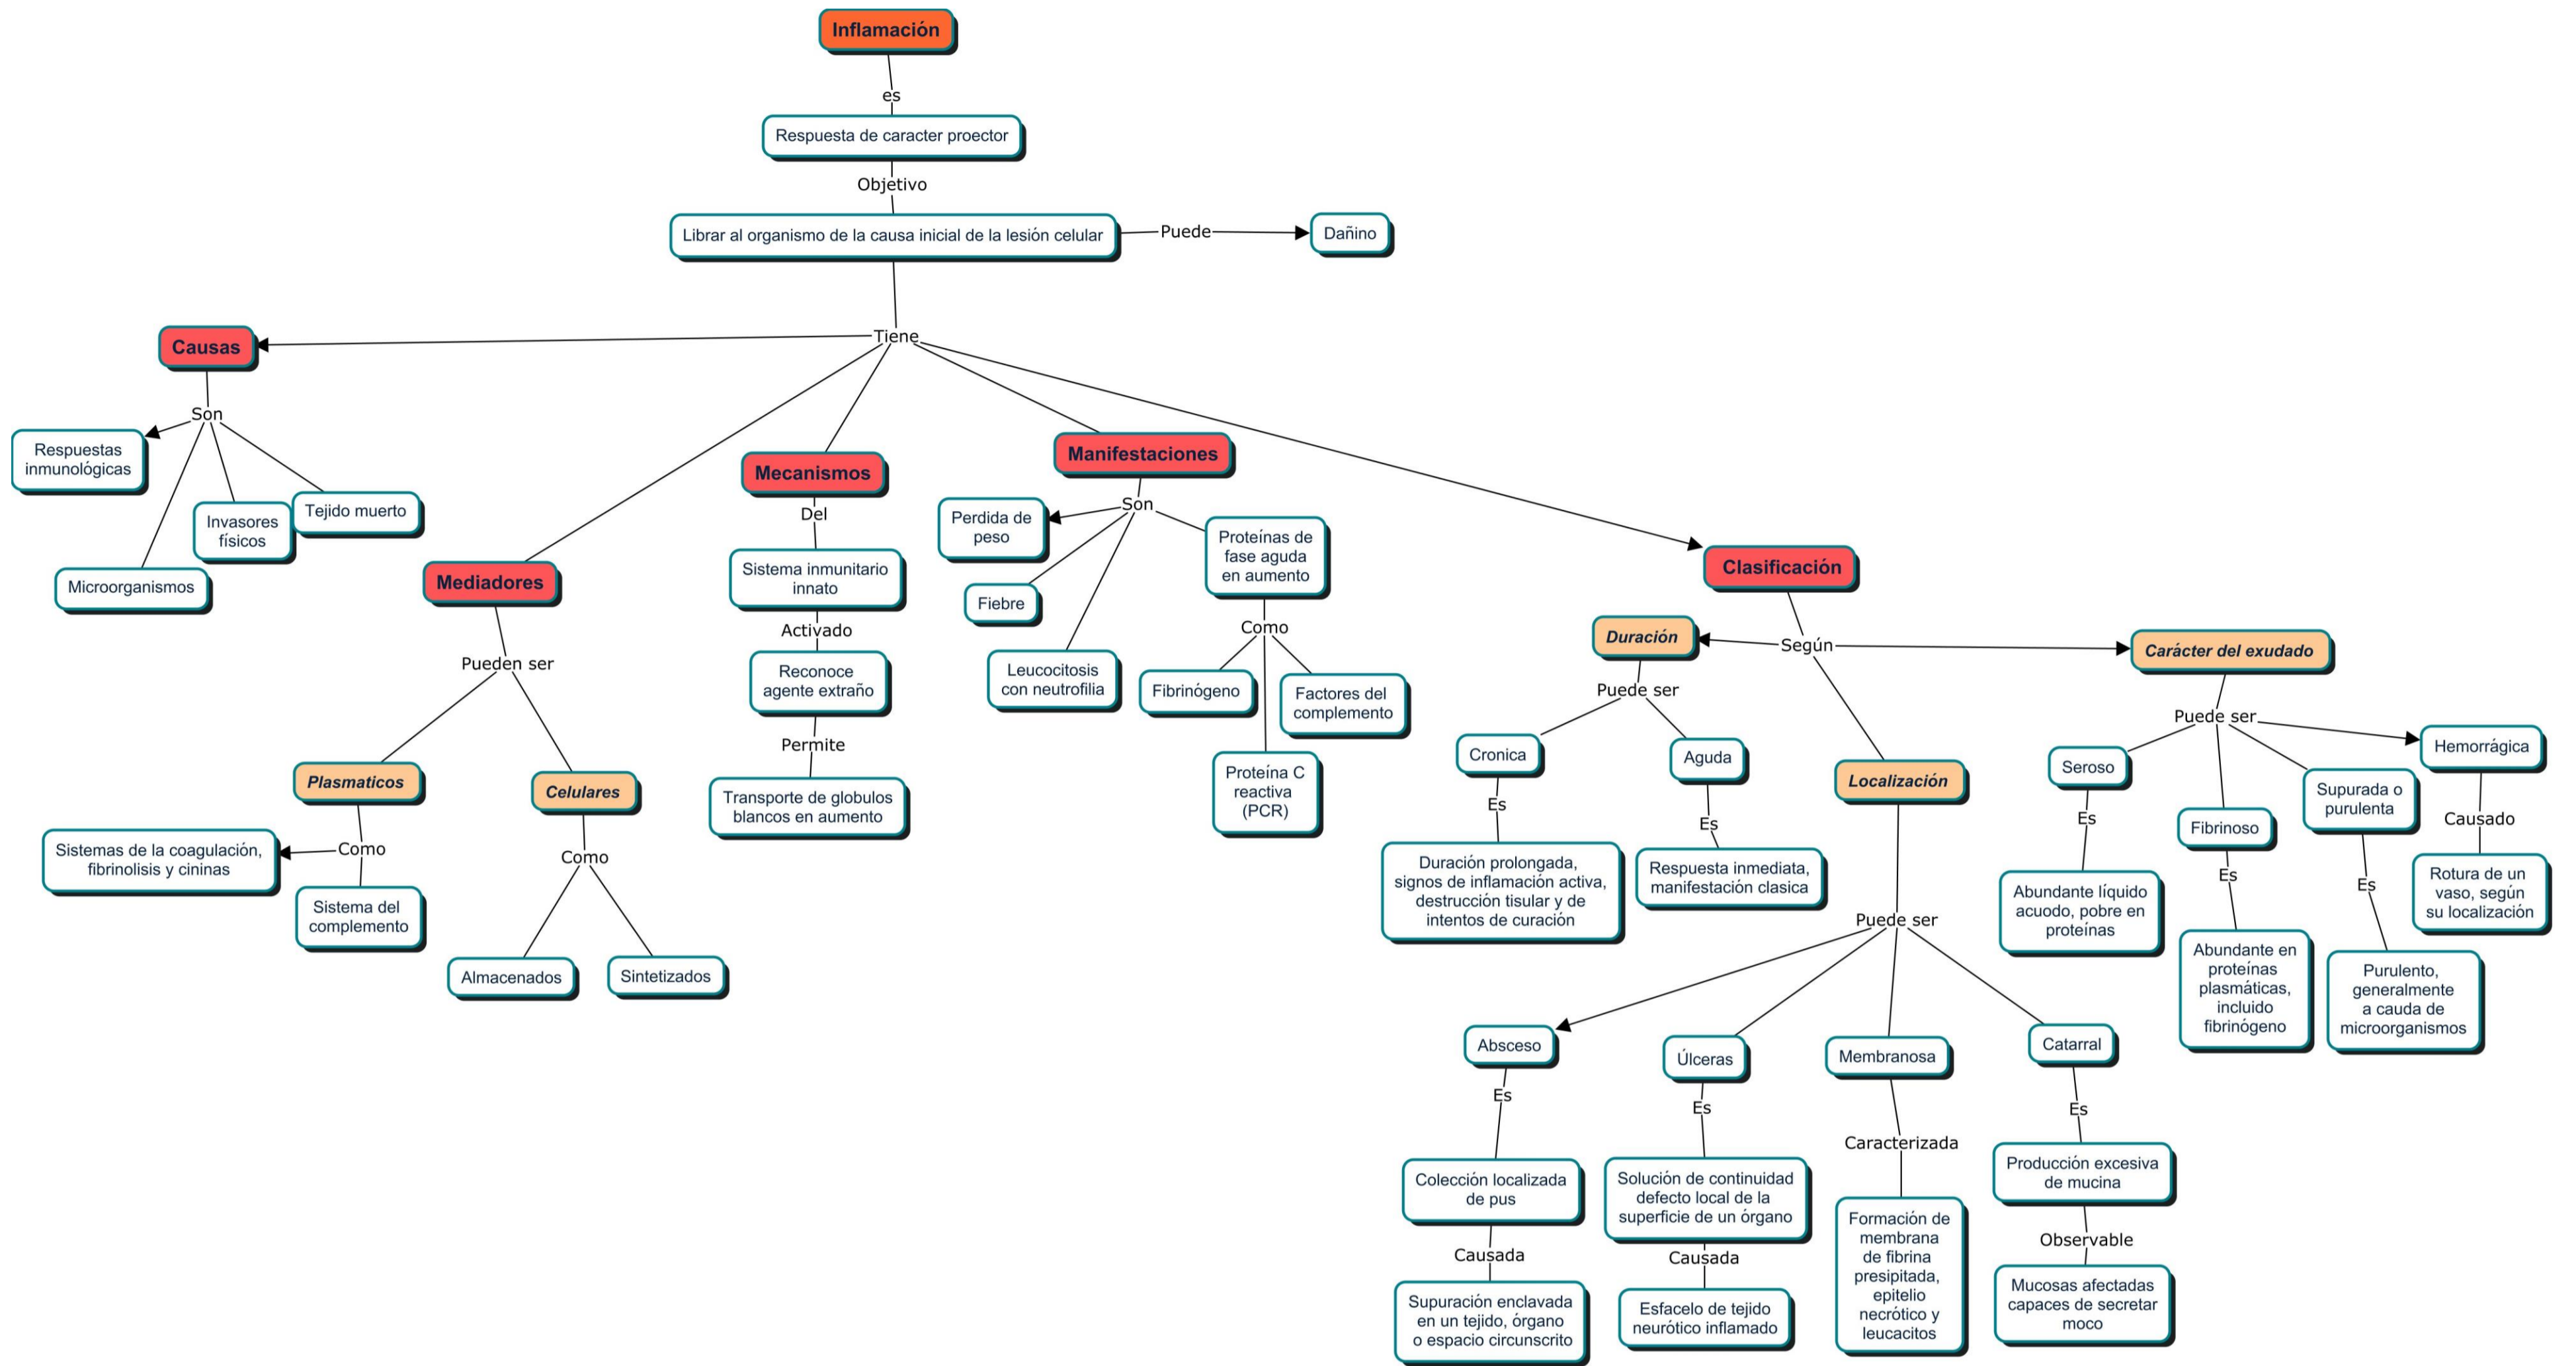 Inflamación
es
Respuesta de caracter proector
Objetivo
Librar al organismo de la causa inicial de la lesión celular
Puede
Dañino
Tiene
Causas
Son
Respuestas
inmunológicas
Microorganismos
Invasores
físicos
Tejido muerto
Mediadores
Pueden ser
Plasmaticos
Como
Sistemas de la coagulación,
fibrinolisis y cininas
Sistema del
complemento
Celulares
Como
Almacenados
Sintetizados
Mecanismos
Del
Sistema inmunitario
innato
Activado
Reconoce
agente extraño
Permite
Transporte de globulos
blancos en aumento
Manifestaciones
Son
Perdida de
peso
Fiebre
Leucocitosis
con neutrofilia
Proteínas de
fase aguda
en aumento
Como
Fibrinógeno
Proteína C
reactiva
(PCR)
Factores del
complemento
Clasificación
Según
Duración
Puede ser
Cronica
Es
Duración prolongada,
signos de inflamación activa,
destrucción tisular y de
intentos de curación
Aguda
Es
Respuesta inmediata,
manifestación clasica
Localización
Puede ser
Absceso
Es
Colección localizada
de pus
Causada
Supuración enclavada
en un tejido, órgano
o espacio circunscrito
Úlceras
Es
Solución de continuidad
defecto local de la
superficie de un órgano
Causada
Esfacelo de tejido
neurótico inflamado
Membranosa
Caracterizada
Formación de
membrana
de fibrina
presipitada,
epitelio
necrótico y
leucacitos
Catarral
Es
Producción excesiva
de mucina
Observable
Mucosas afectadas
capaces de secretar
moco
Carácter del exudado
Puede ser
Seroso
Es
Abundante líquido
acuodo, pobre en
proteínas
Fibrinoso
Es
Abundante en
proteínas
plasmáticas,
incluido
fibrinógeno
Supurada o
purulenta
Es
Purulento,
generalmente
a cauda de
microorganismos
Hemorrágica
Causado
Rotura de un
vaso, según
su localización